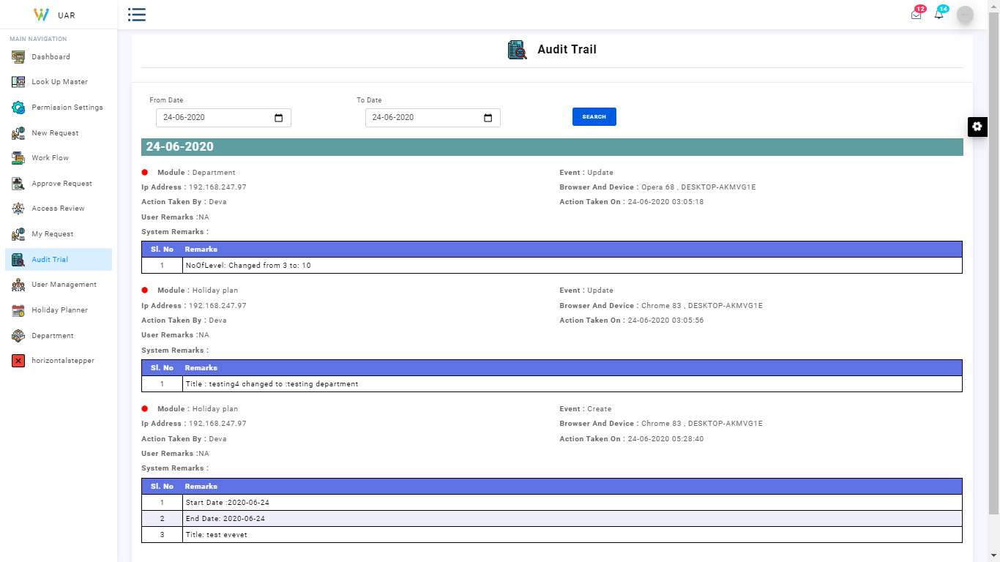 UAR
12
14
MAIN NAVIGATION
Dashboard
Look Up Master
Permission Settings
New Request
Work Flow
Approve Request
Access Review
My Request
Audit Trial
User Management
Holiday Planner
Department
horizontalstepper
Audit Trail
From Date
To Date
24-06-2020
24-06-2020
SEARCH
24-06-2020
Module : Department
Event : Update
Ip Address : 192.168.247.97
Browser And Device : Opera 68 , DESKTOP-AKMVG1E
Action Taken By : Deva
Action Taken On : 24-06-2020 03:05:18
User Remarks :NA
System Remarks :
Sl. No Remarks
1 NoOfLevel: Changed from 3 to: 10
Module : Holiday plan
Event : Update
Ip Address : 192.168.247.97
Browser And Device : Chrome 83 , DESKTOP-AKMVG1E
Action Taken By : Deva
Action Taken On : 24-06-2020 03:05:56
User Remarks :NA
System Remarks :
Sl. No Remarks
1 Title : testing4 changed to :testing department
Module : Holiday plan
Event : Create
Ip Address : 192.168.247.97
Browser And Device : Chrome 83 , DESKTOP-AKMVG1E
Action Taken By : Deva
Action Taken On : 24-06-2020 05:28:40
User Remarks :NA
System Remarks :
Sl. No Remarks
1 Start Date :2020-06-24
2 End Date: 2020-06-24
3 Title: test evevet